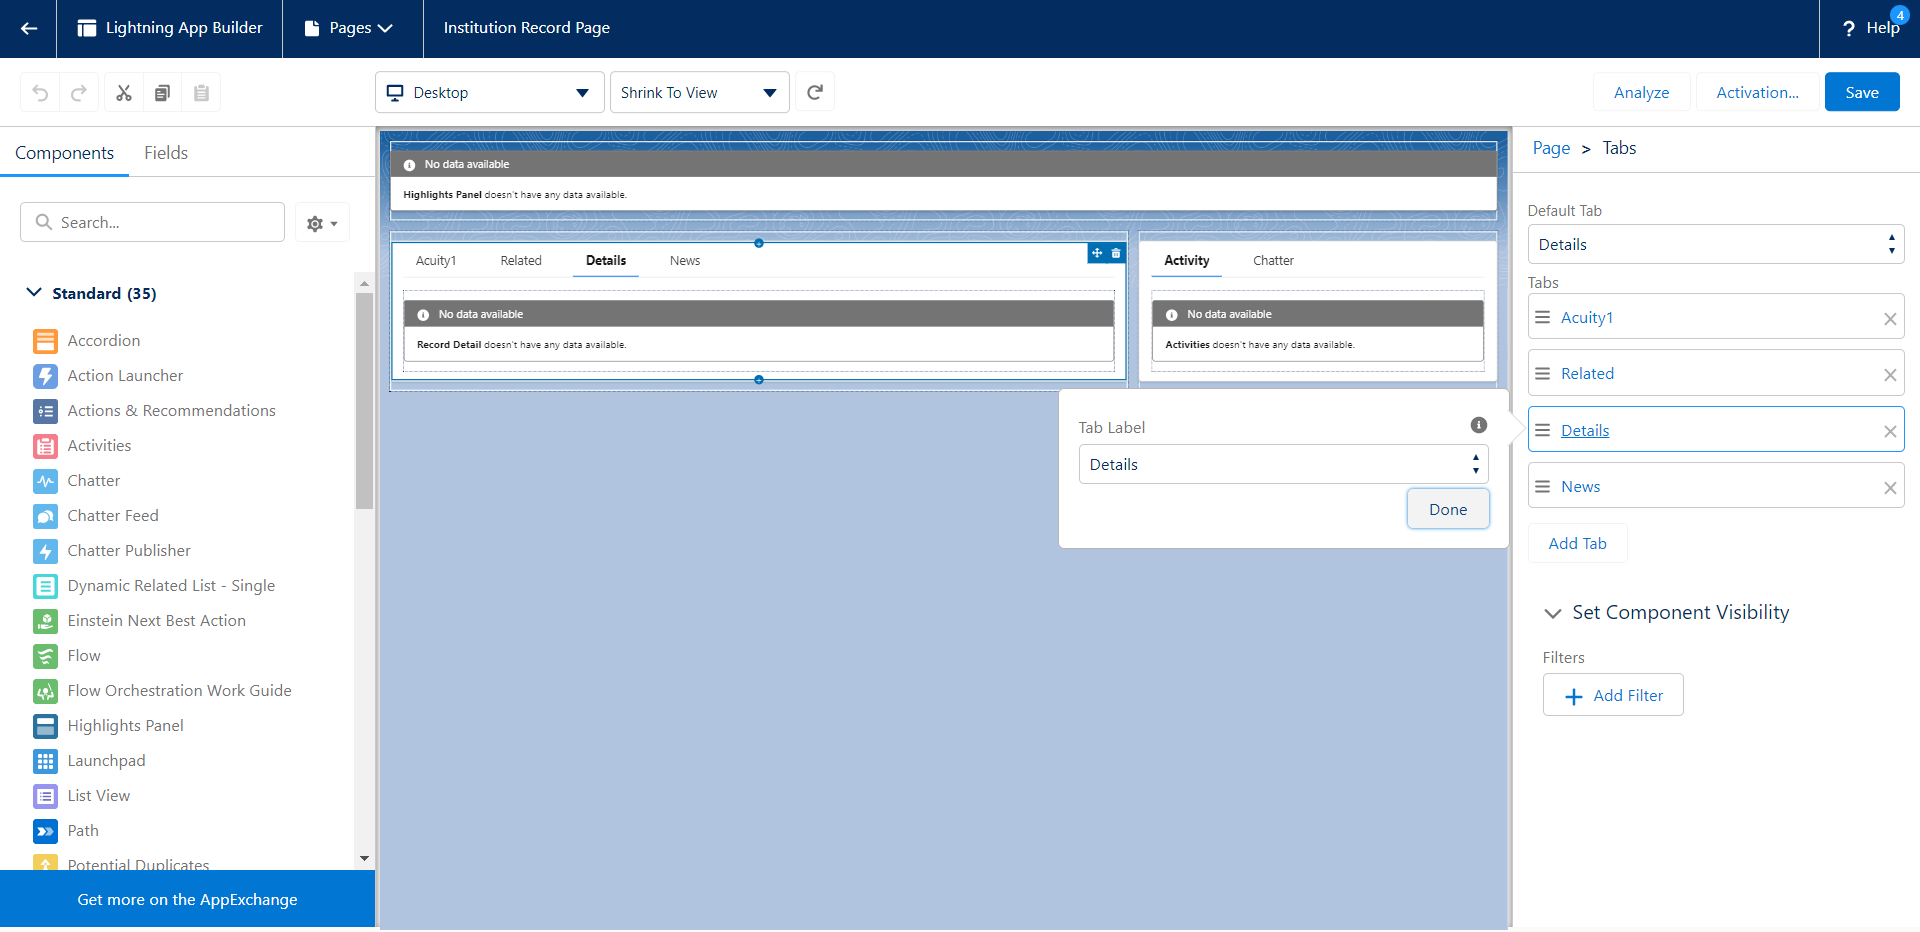 Lightning App Builder
Pages
Institution Record Page
? Help
4
Desktop
Shrink To View
Analyze
Activation...
Save
Components
Fields
Search...
Standard (35)
Accordion
Action Launcher
Actions & Recommendations
Activities
Chatter
Chatter Feed
Chatter Publisher
Dynamic Related List - Single
Einstein Next Best Action
Flow
Flow Orchestration Work Guide
Highlights Panel
Launchpad
List View
Path
Potential Duplicates
Get more on the AppExchange
No data available
Highlights Panel doesn't have any data available.
Acuity1
Related
Details
News
No data available
Record Detail doesn't have any data available.
Activity
Chatter
No data available
Activities doesn't have any data available.
Tab Label
Details
Done
Page > Tabs
Default Tab
Details
Tabs
Acuity1
Related
Details
News
Add Tab
Set Component Visibility
Filters
Add Filter